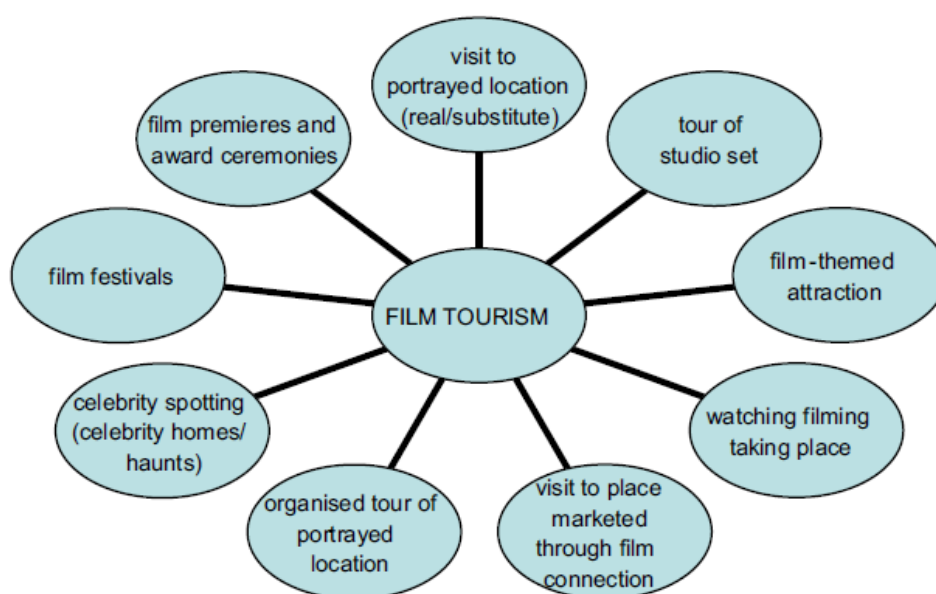 visit to
portrayed location
(real/substitute)
film premieres and
award ceremonies
tour of
studio set
film festivals
film-themed
attraction
FILM TOURISM
celebrity spotting
(celebrity homes/
haunts)
watching filming
taking place
organised tour of
portrayed
location
visit to place
marketed
through film
connection